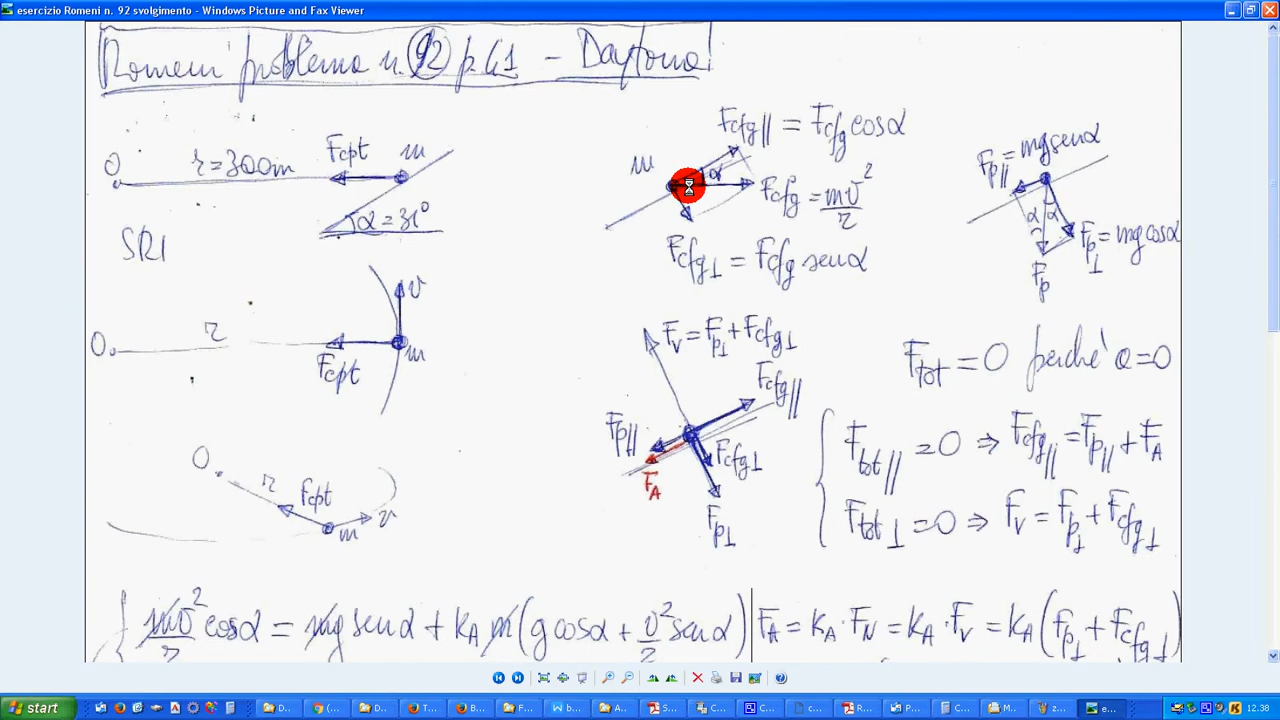 esercizio Romeni n. 92 svolgimento - Windows Picture and Fax Viewer
Romeni problema n. 92 p. 41 - Daytona
O r = 300m Fcpt m
α = 31°
SRI
m Fcfg∥ = Fcfg cosα
α Fcfg = mv²/r
Fcfg⊥ = Fcfg senα
Fp∥ = mg senα
α α
Fp⊥ = mg cosα
Fp
v
O r m
Fcpt
Fv = Fp⊥ + Fcfg⊥
Fcfg∥
Fp∥ Fcfg⊥
FA
Fp⊥
Ftot = 0 perché a = 0
Ftot∥ = 0 ⇒ Fcfg∥ = Fp∥ + FA
Ftot⊥ = 0 ⇒ Fv = Fp⊥ + Fcfg⊥
O r Fcpt
m v
mv²/r cosα = mg senα + kA m (g cosα + v²/r senα)
FA = kA · FN = kA · Fv = kA (Fp⊥ + Fcfg⊥)
start D... (... D... T... B... F... b A... S... C... C... c... R... P... C... M... z... e... 12.38